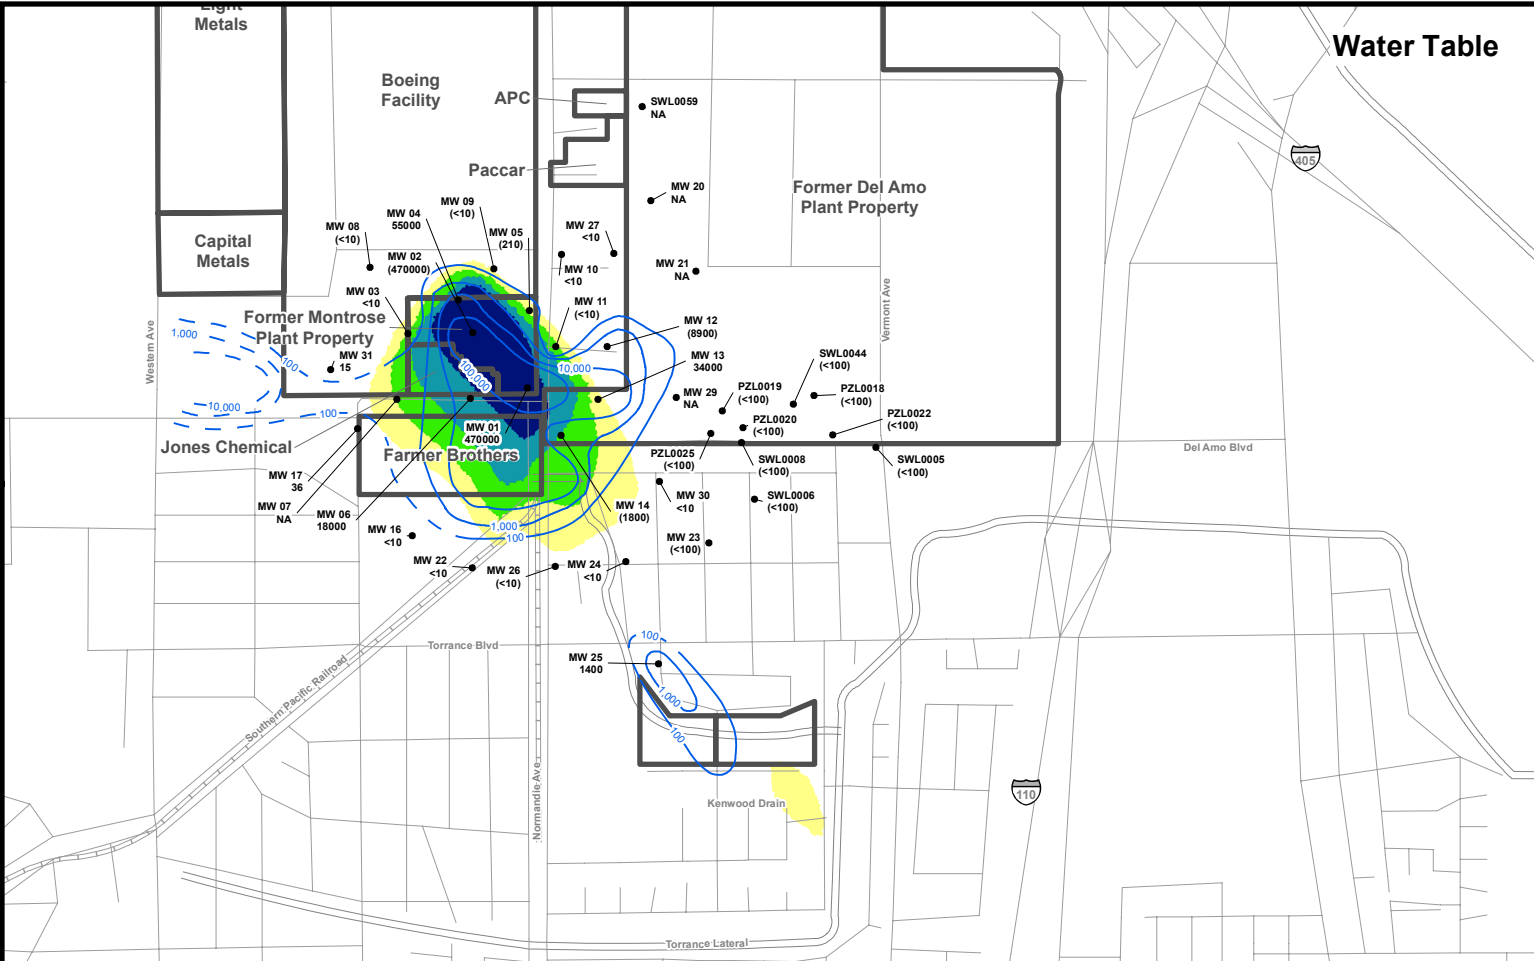 Light
Metals
Water Table
Boeing
Facility
APC
SWL0059
NA
405
Paccar
Former Del Amo
Plant Property
MW 20
NA
MW 09
(<10)
MW 04
55000
MW 08
(<10)
MW 05
(210)
MW 27
<10
Capital
Metals
MW 02
(470000)
MW 10
<10
MW 21
NA
MW 03
<10
MW 11
(<10)
Vermont Ave
Former Montrose
Plant Property
MW 12
(8900)
1,000
Western Ave
100
MW 31
15
100,000
10,000
MW 13
34000
SWL0044
(<100)
PZL0019
(<100)
PZL0018
(<100)
MW 29
NA
10,000
100
PZL0020
(<100)
PZL0022
(<100)
MW 01
470000
Jones Chemical
Farmer Brothers
PZL0025
(<100)
SWL0008
(<100)
SWL0005
(<100)
Del Amo Blvd
MW 17
36
MW 30
<10
SWL0006
(<100)
MW 07
NA
MW 06
18000
MW 14
(1800)
MW 16
<10
1,000
100
MW 23
(<100)
MW 22
<10
MW 26
(<10)
MW 24
<10
100
Torrance Blvd
MW 25
1400
1,000
100
Southern Pacific Railroad
Normandie Ave
Kenwood Drain
110
Torrance Lateral